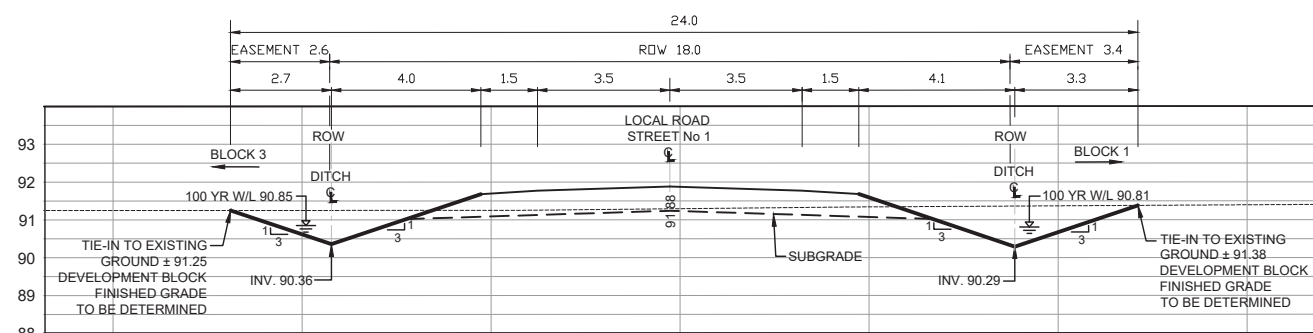 24.0
EASEMENT 2.6
ROW 18.0
EASEMENT 3.4
2.7
4.0
1.5
3.5
3.5
1.5
4.1
3.3
93
92
91
90
89
88
LOCAL ROAD
STREET No 1
ROW
ROW
BLOCK 3
BLOCK 1
DITCH
DITCH
100 YR W/L 90.85
100 YR W/L 90.81
91.88
1
3
1
3
1
3
1
3
TIE-IN TO EXISTING
GROUND ± 91.25
DEVELOPMENT BLOCK
FINISHED GRADE
TO BE DETERMINED
INV. 90.36
SUBGRADE
INV. 90.29
TIE-IN TO EXISTING
GROUND ± 91.38
DEVELOPMENT BLOCK
FINISHED GRADE
TO BE DETERMINED